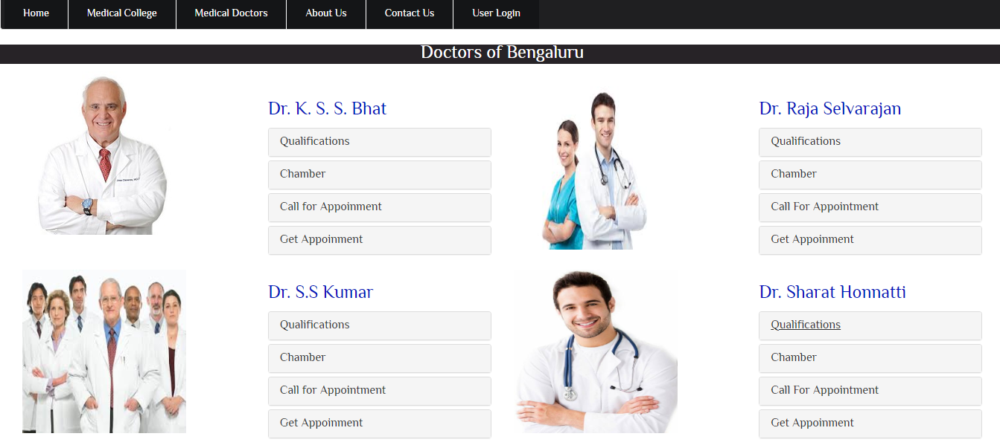 Home Medical College Medical Doctors About Us Contact Us User Login
Doctors of Bengaluru
Dr. K. S. S. Bhat
Qualifications
Chamber
Call for Appoinment
Get Appoinment
Dr. Raja Selvarajan
Qualifications
Chamber
Call For Appointment
Get Appoinment
Dr. S.S Kumar
Qualifications
Chamber
Call for Appointment
Get Appoinment
Dr. Sharat Honnatti
Qualifications
Chamber
Call For Appointment
Get Appoinment